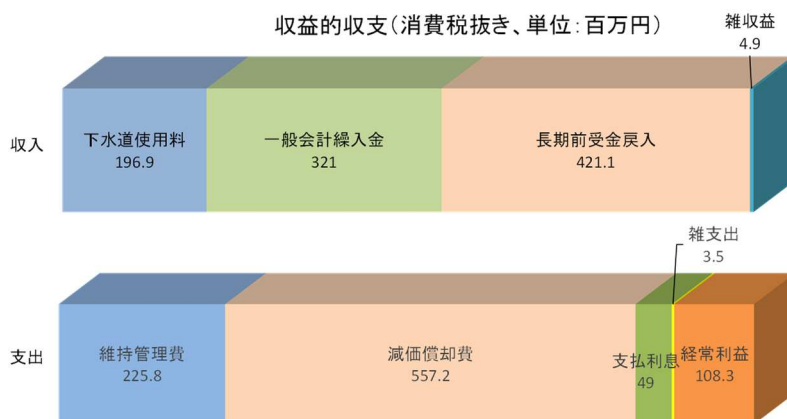 収益的収支(消費税抜き、単位:百万円)
雑収益
4.9
収入
下水道使用料
196.9
一般会計繰入金
321
長期前受金戻入
421.1
雑支出
3.5
支出
維持管理費
225.8
減価償却費
557.2
支払利息
49
経常利益
108.3